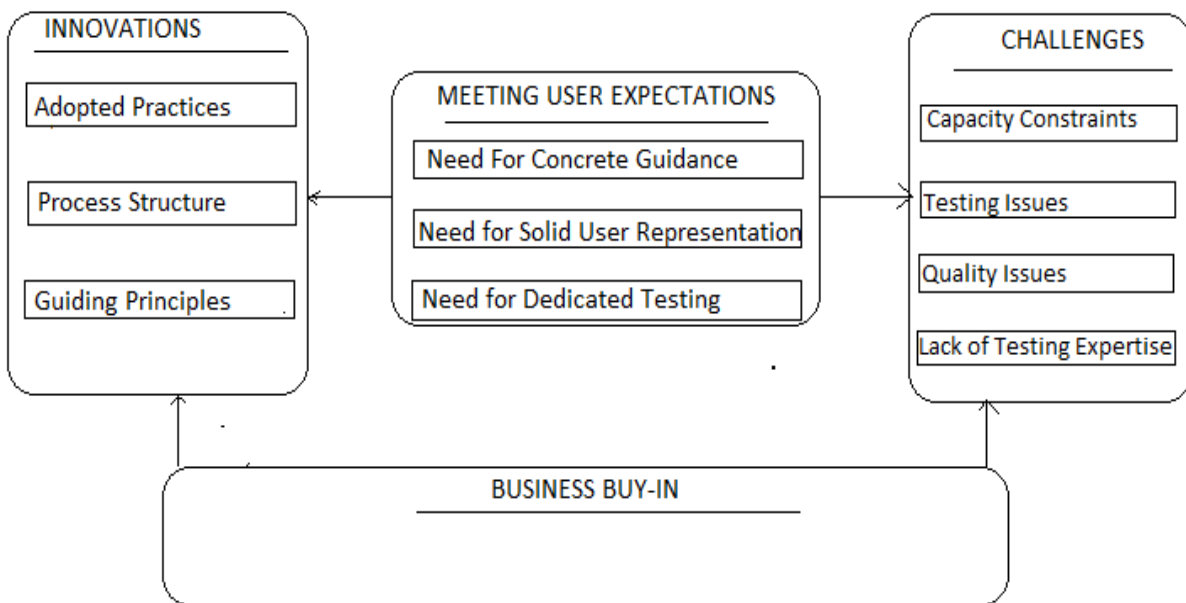 INNOVATIONS
Adopted Practices
Process Structure
Guiding Principles
MEETING USER EXPECTATIONS
Need For Concrete Guidance
Need for Solid User Representation
Need for Dedicated Testing
CHALLENGES
Capacity Constraints
Testing Issues
Quality Issues
Lack of Testing Expertise
BUSINESS BUY-IN